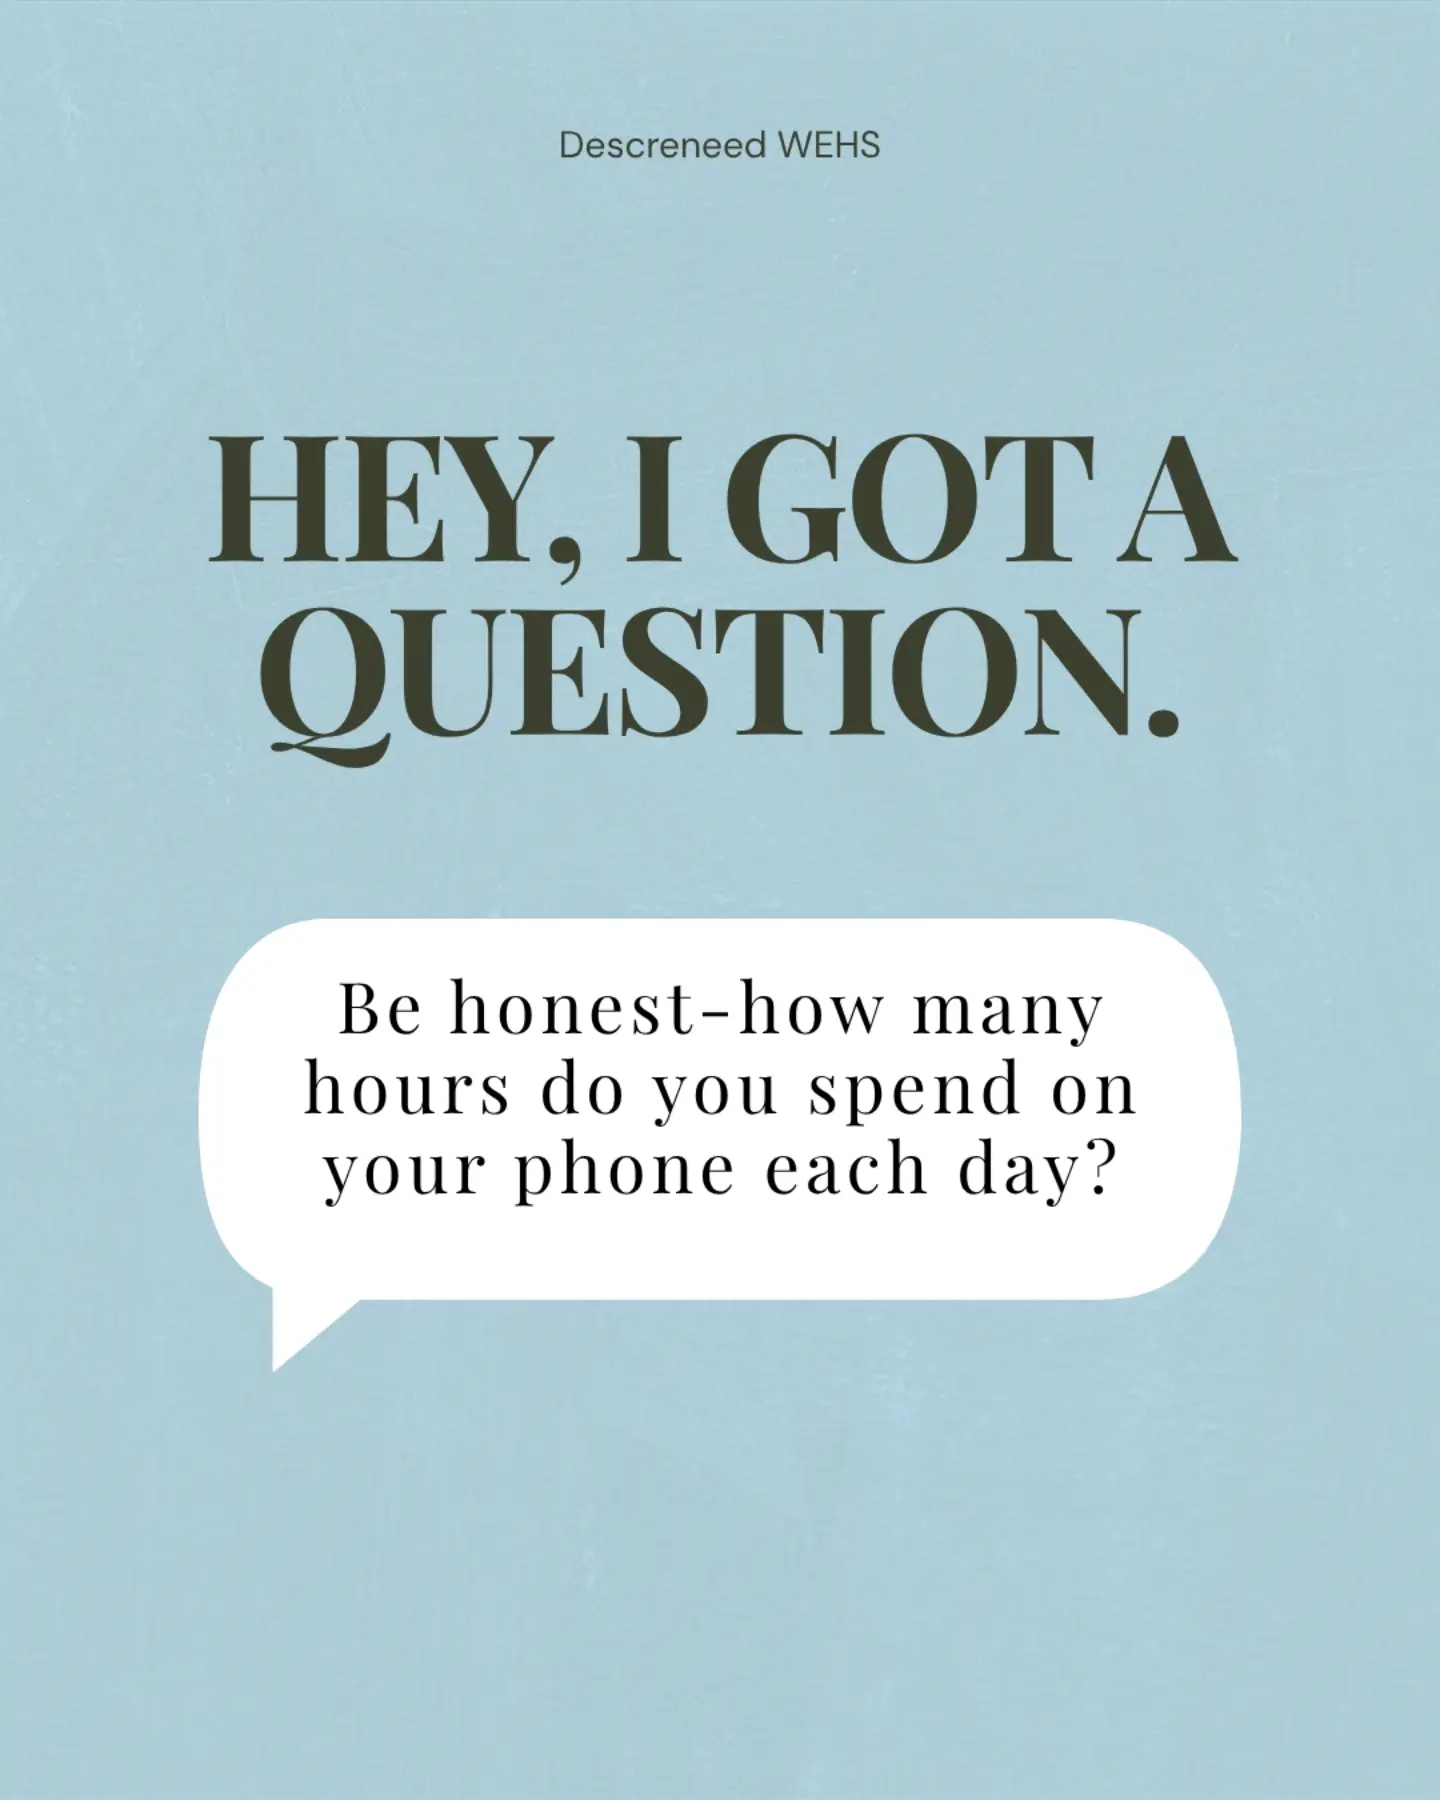 Descreneed WEHS
HEY, I GOT A
QUESTION.
Be honest-how many
hours do you spend on
your phone each day?